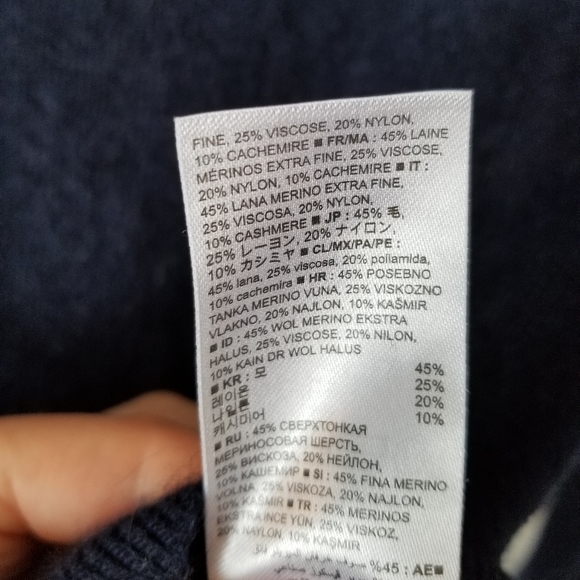 FINE, 25% VISCOSE, 20% NYLON,
10% CACHEMIRE ■ FR/MA : 45% LAINE
MÉRINOS EXTRA FINE, 25% VISCOSE,
20% NYLON, 10% CACHEMIRE ■ IT :
45% LANA MERINO EXTRA FINE,
25% VISCOSA, 20% NYLON,
10% CASHMERE ■ JP : 45% 毛,
25% レーヨン, 20% ナイロン,
10% カシミヤ ■ CL/MX/PA/PE :
45% lana, 25% viscosa, 20% poliamida,
10% cachemira ■ HR : 45% POSEBNO
TANKA MERINO VUNA, 25% VISKOZNO
VLAKNO, 20% NAJLON, 10% KAŠMIR
■ ID : 45% WOL MERINO EKSTRA
HALUS, 25% VISCOSE, 20% NILON,
10% KAIN DR WOL HALUS
■ KR : 모 45%
레이온 25%
나일론 20%
캐시미어 10%
■ RU : 45% СВЕРХТОНКАЯ
МЕРИНОСОВАЯ ШЕРСТЬ,
25% ВИСКОЗА, 20% НЕЙЛОН,
10% КАШЕМИР ■ SI : 45% FINA MERINO
VOLNA, 25% VISKOZA, 20% NAJLON,
10% KAŠMIR ■ TR : 45% MERINOS
EKSTRA İNCE YÜN, 25% VİSKOZ,
20% NAYLON, 10% KAŞMİR
%45 : AE■